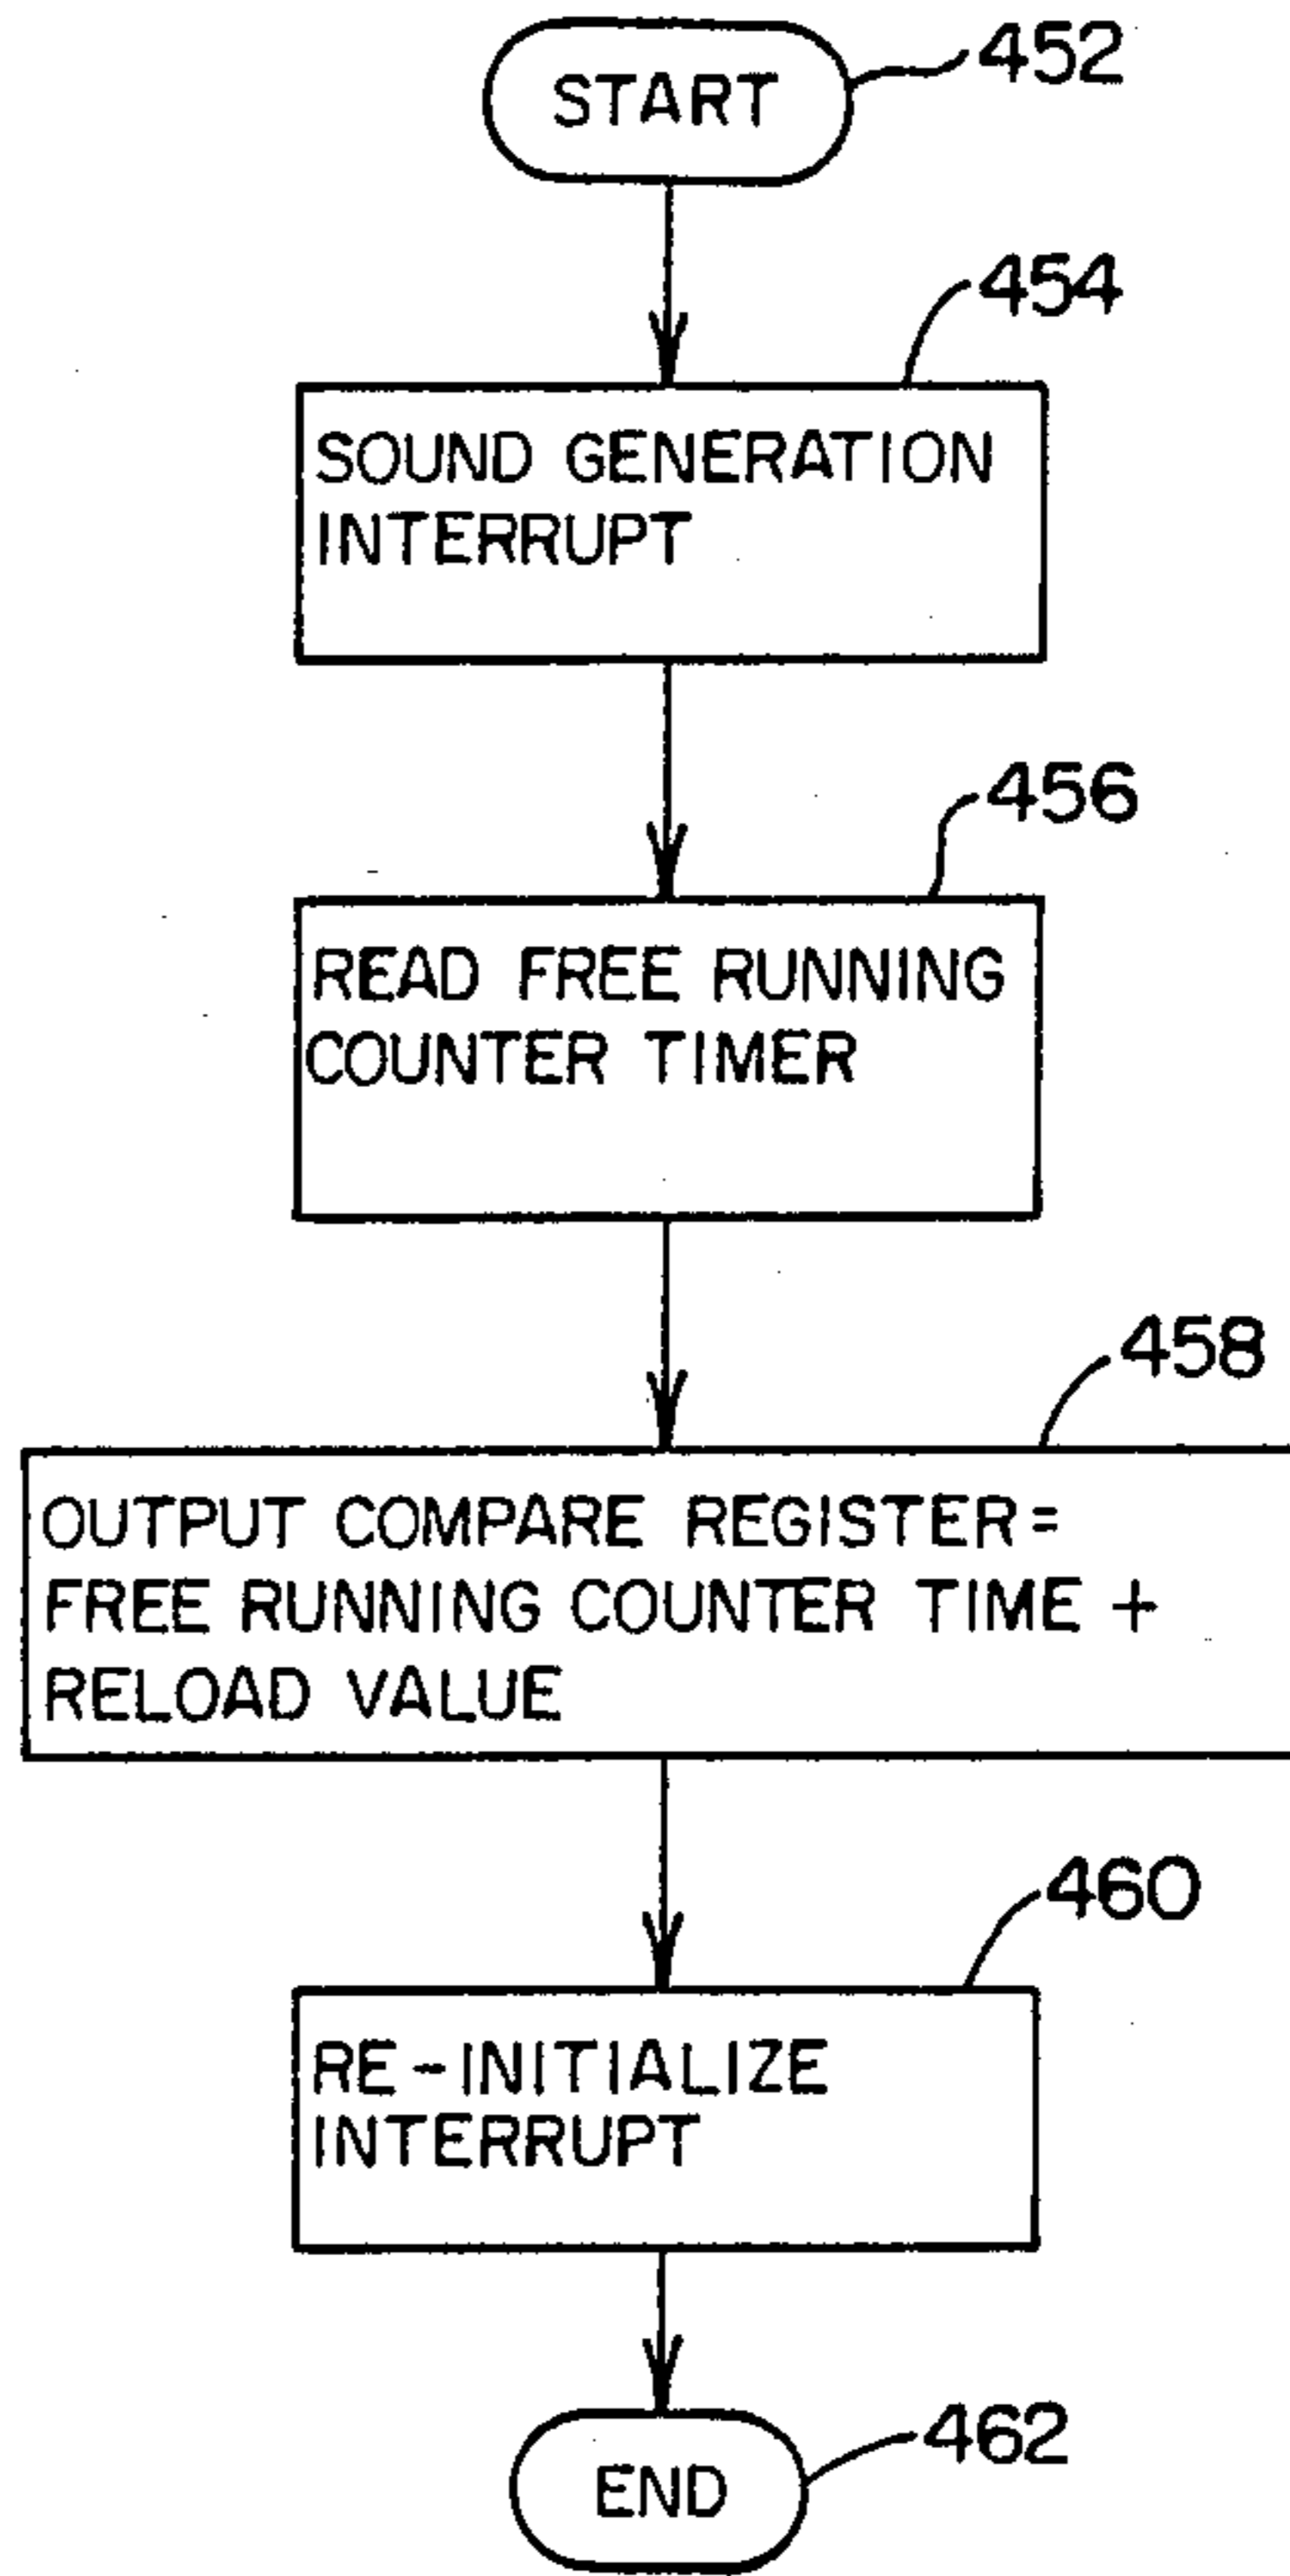 START
452
454
SOUND GENERATION
INTERRUPT
456
READ FREE RUNNING
COUNTER TIMER
458
OUTPUT COMPARE REGISTER=
FREE RUNNING COUNTER TIME +
RELOAD VALUE
460
RE-INITIALIZE
INTERRUPT
END
462